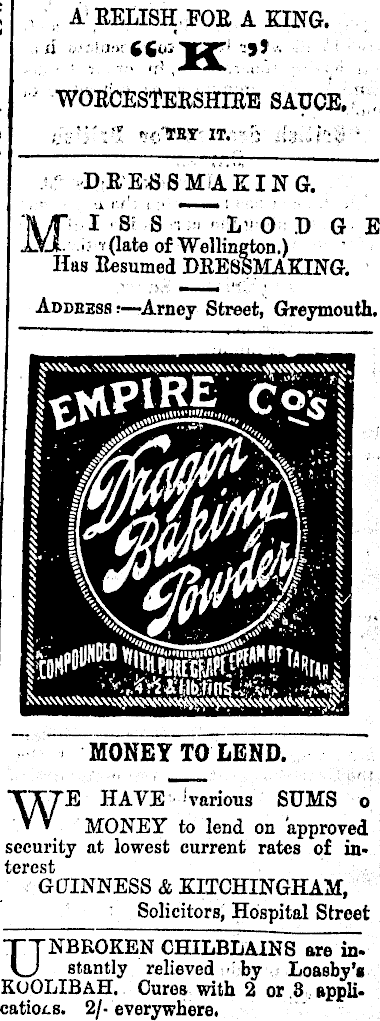 A RELISH FOR A KING.
"K"
WORCESTERSHIRE SAUCE.
TRY IT.
DRESSMAKING.
MISS LODGE
(late of Wellington.)
Has Resumed DRESSMAKING.
ADDRESS:—Arney Street, Greymouth.
EMPIRE Co's
Dragon
Baking
Powder
COMPOUNDED WITH PURE GRAPE CREAM OF TARTAR
MONEY TO LEND.
WE HAVE various SUMS o
MONEY to lend on approved
security at lowest current rates of in-
terest
GUINNESS & KITCHINGHAM,
Solicitors, Hospital Street
UNBROKEN CHILBLAINS are in-
stantly relieved by Loasby's
KOOLIBAH. Cures with 2 or 3 appli-
cations. 2/- everywhere.